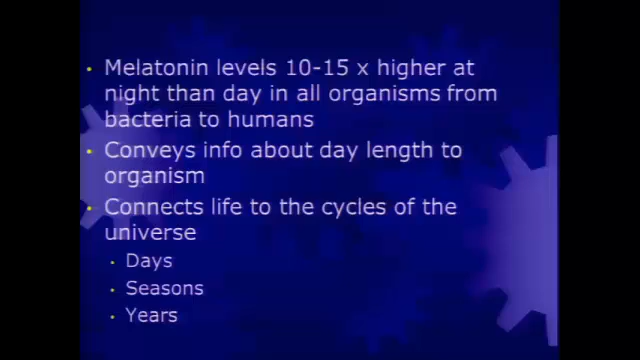 • Melatonin levels 10-15 x higher at
night than day in all organisms from
bacteria to humans
• Conveys info about day length to
organism
• Connects life to the cycles of the
universe
• Days
• Seasons
• Years